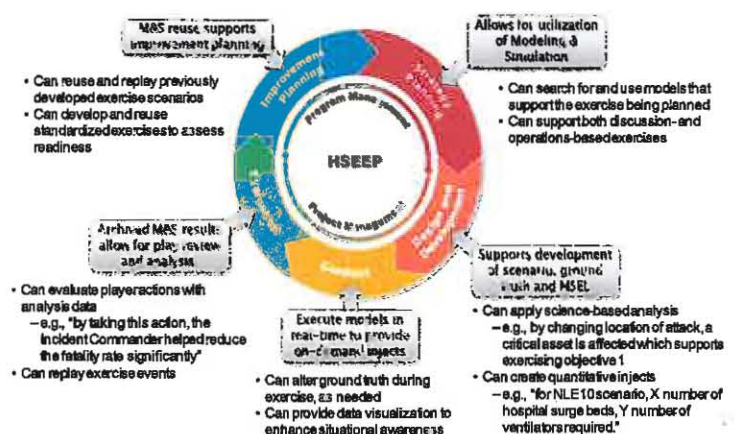 M&S reuse supports
improvement planning
• Can reuse and replay previously
developed exercise scenarios
• Can develop and reuse
standardized exercises to assess
readiness
Allows for utilization
of Modeling &
Simulation
• Can search for and use models that
support the exercise being planned
• Can support both discussion- and
operations-based exercises
Improvement
Planning
Strategy
Planning
Program Management
HSEEP
Project Management
Design and
Development
Conduct
Archived M&S results
allow for play review
and analysis
• Can evaluate player actions with
analysis data
– e.g., "by taking this action, the
Incident Commander helped reduce
the fatality rate significantly"
• Can replay exercise events
Execute models in
real-time to provide
on-demand injects
• Can alter ground truth during
exercise, as needed
• Can provide data visualization to
enhance situational awareness
Supports development
of scenario, ground
truth and MSEL
• Can apply science-based analysis
– e.g., by changing location of attack, a
critical asset is affected which supports
exercising objective 1
• Can create quantitative injects
– e.g., "for NLE10 scenario, X number of
hospital surge beds, Y number of
ventilators required."